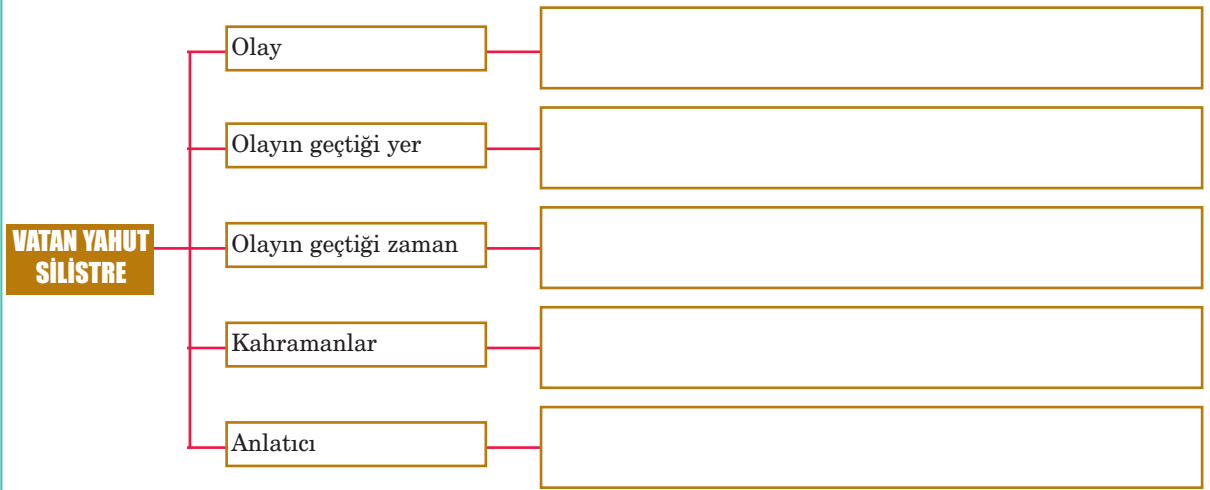 Olay
Olayın geçtiği yer
VATAN YAHUT
SİLİSTRE
Olayın geçtiği zaman
Kahramanlar
Anlatıcı